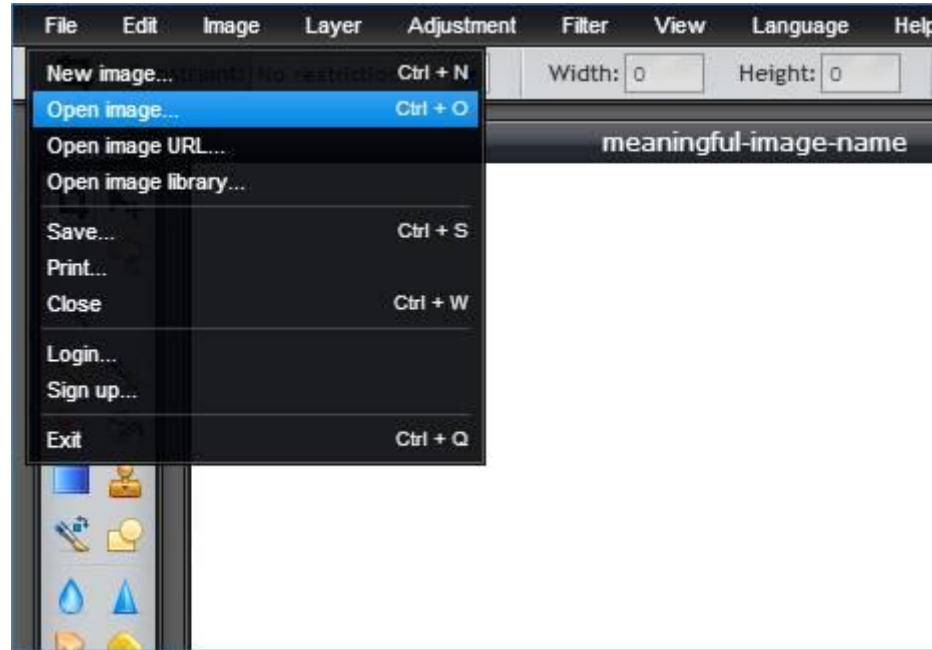 File Edit Image Layer Adjustment Filter View Language Help
New image... Ctrl + N
Width: 0 Height: 0
Open image... Ctrl + O
Open image URL...
meaningful-image-name
Open image library...
Save... Ctrl + S
Print...
Close Ctrl + W
Login...
Sign up...
Exit Ctrl + Q